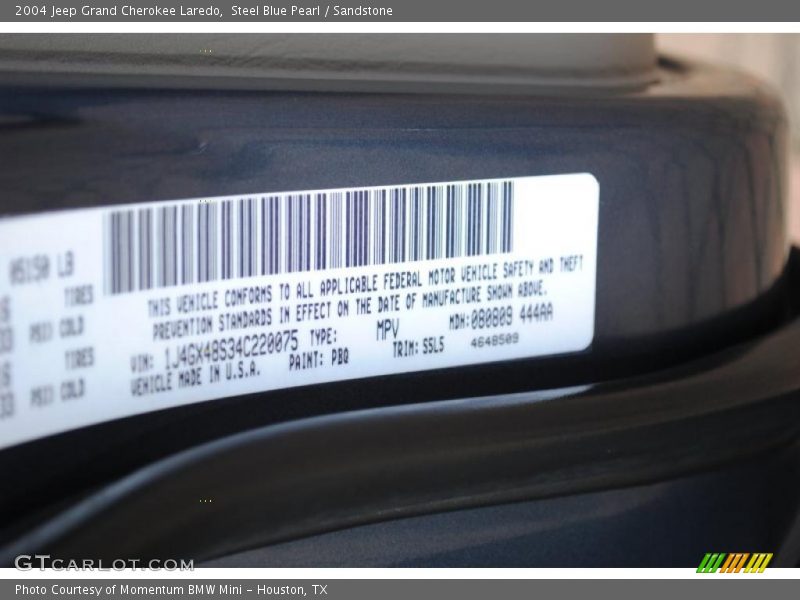 2004 Jeep Grand Cherokee Laredo, Steel Blue Pearl / Sandstone
05190 LB
TIRES
COLD
TIRES
COLD
THIS VEHICLE CONFORMS TO ALL APPLICABLE FEDERAL MOTOR VEHICLE SAFETY AND THEFT
PREVENTION STANDARDS IN EFFECT ON THE DATE OF MANUFACTURE SHOWN ABOVE.
VIN: 1J4GX48S34C220075 TYPE: MPV MDH:080809 444AA
VEHICLE MADE IN U.S.A. PAINT: PBQ TRIM: S5L5 4648509
GTCARLOT.COM
Photo Courtesy of Momentum BMW Mini - Houston, TX